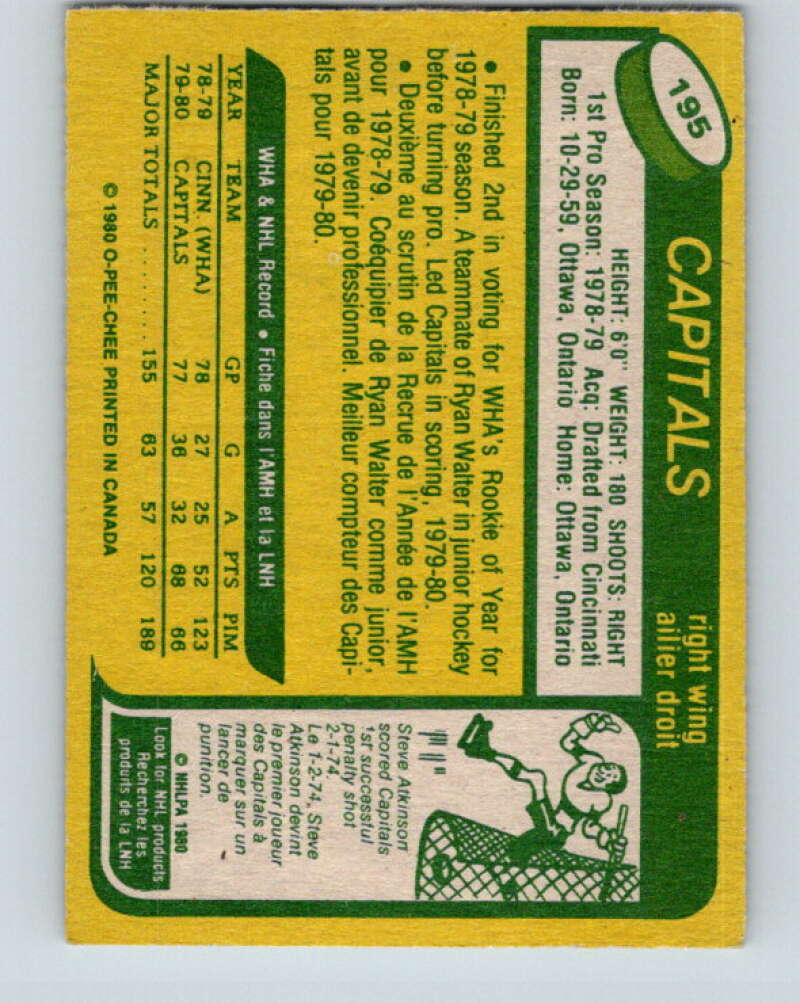 195
CAPITALS
right wing
ailier droit
HEIGHT: 6'0" WEIGHT: 180 SHOOTS: RIGHT
1st Pro Season: 1978-79 Acq: Drafted from Cincinnati
Born: 10-29-59, Ottawa, Ontario Home: Ottawa, Ontario
• Finished 2nd in voting for WHA's Rookie of Year for
1978-79 season. A teammate of Ryan Walter in junior hockey
before turning pro. Led Capitals in scoring, 1979-80.
• Deuxième au scrutin de la Recrue de l'Année de l'AMH
pour 1978-79. Coéquipier de Ryan Walter comme junior,
avant de devenir professionnel. Meilleur compteur des Capi-
tals pour 1979-80.
WHA & NHL Record • Fiche dans l'AMH et la LNH
YEAR TEAM GP G A PTS PIM
78-79 CINN. (WHA) 78 27 25 52 123
79-80 CAPITALS 77 36 32 68 66
MAJOR TOTALS ......... 155 63 57 120 189
© 1980 O-PEE-CHEE PRINTED IN CANADA
Steve Atkinson
scored Capitals
1st successful
penalty shot
2-1-74.
Le 1-2-74, Steve
Atkinson devint
le premier joueur
des Capitals à
marquer sur un
lancer de
punition.
© NHLPA 1980
Look for NHL products
Recherchez les
produits de la LNH